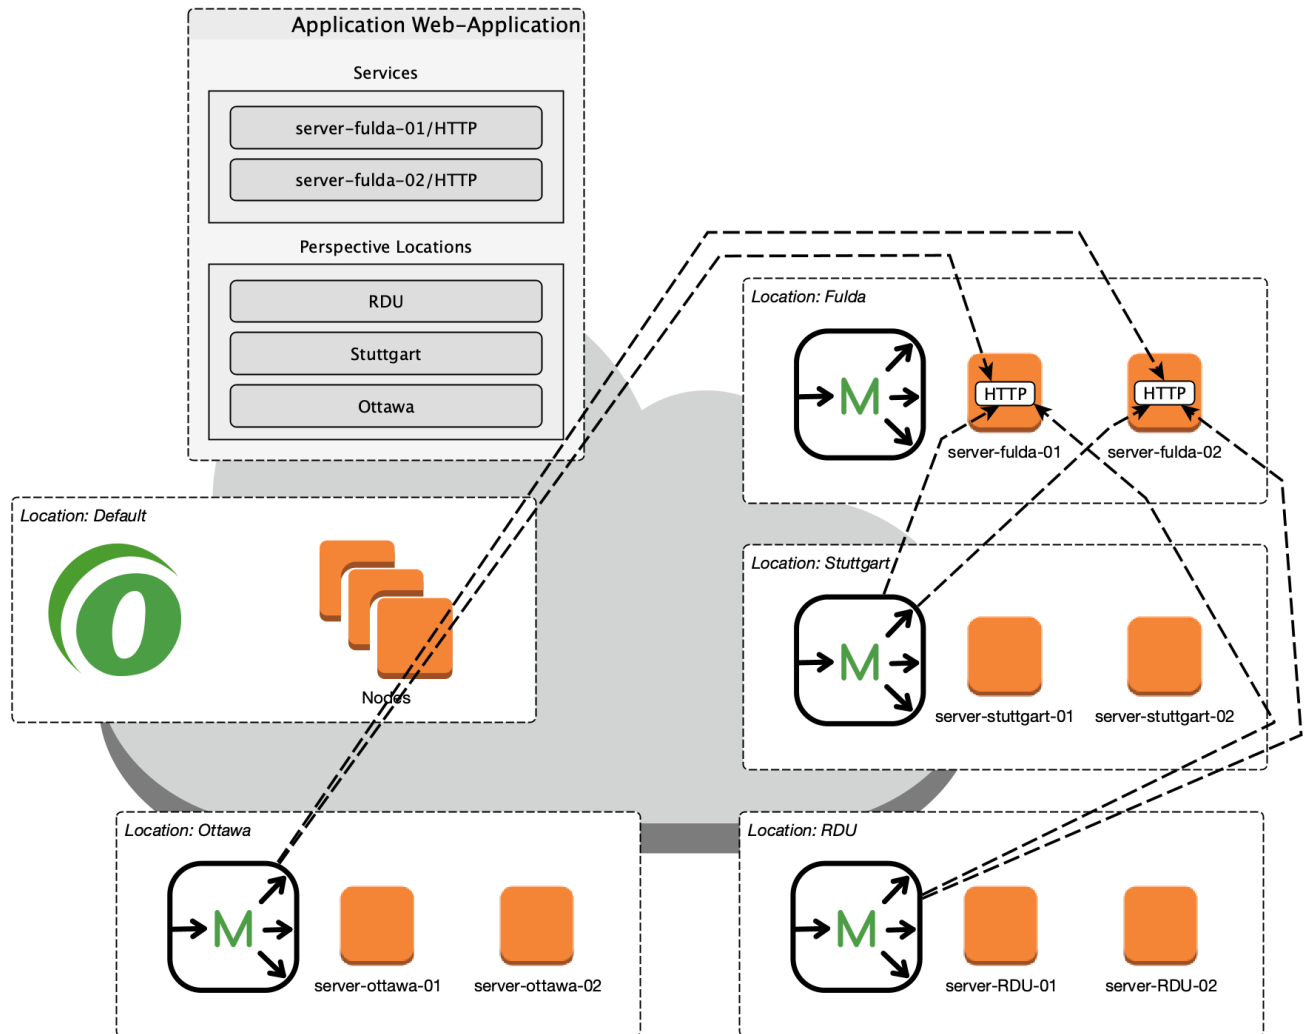 Application Web-Application
Services
server-fulda-01/HTTP
server-fulda-02/HTTP
Perspective Locations
RDU
Stuttgart
Ottawa
Location: Fulda
M
HTTP
HTTP
server-fulda-01
server-fulda-02
Location: Default
Nodes
Location: Stuttgart
M
server-stuttgart-01
server-stuttgart-02
Location: Ottawa
M
server-ottawa-01
server-ottawa-02
Location: RDU
M
server-RDU-01
server-RDU-02